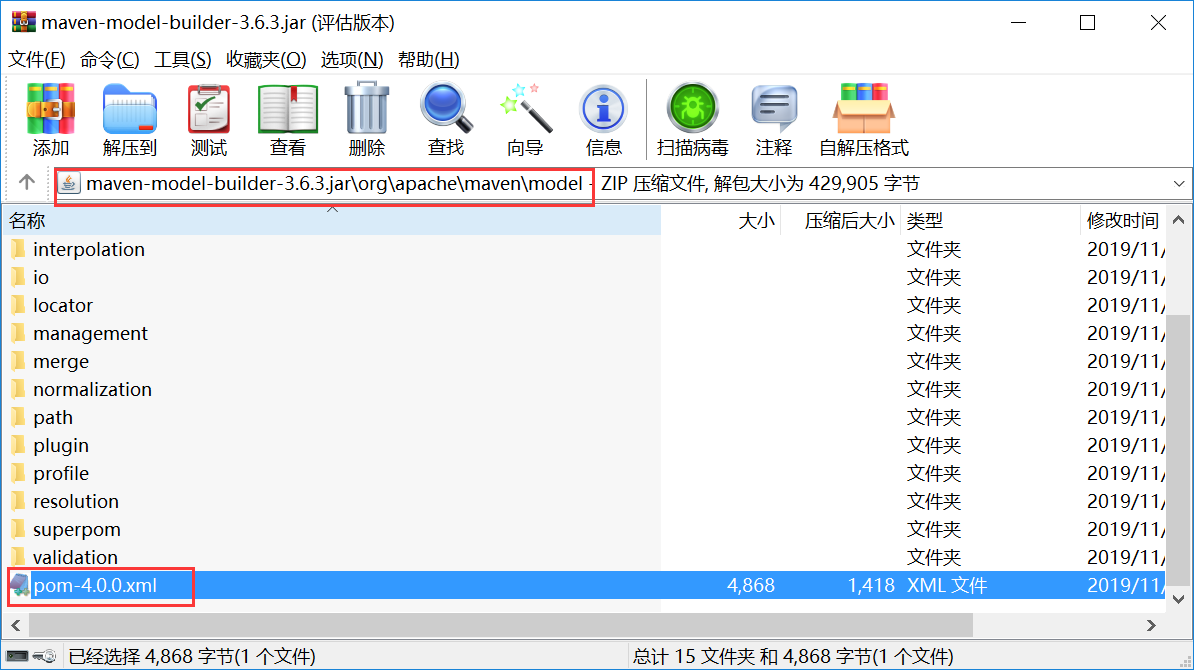 maven-model-builder-3.6.3.jar (评估版本)
文件(F) 命令(C) 工具(S) 收藏夹(O) 选项(N) 帮助(H)
添加 解压到 测试 查看 删除 查找 向导 信息 扫描病毒 注释 自解压格式
maven-model-builder-3.6.3.jar\org\apache\maven\model - ZIP 压缩文件, 解包大小为 429,905 字节
名称 大小 压缩后大小 类型 修改时间
interpolation 文件夹 2019/11/
io 文件夹 2019/11/
locator 文件夹 2019/11/
management 文件夹 2019/11/
merge 文件夹 2019/11/
normalization 文件夹 2019/11/
path 文件夹 2019/11/
plugin 文件夹 2019/11/
profile 文件夹 2019/11/
resolution 文件夹 2019/11/
superpom 文件夹 2019/11/
validation 文件夹 2019/11/
pom-4.0.0.xml 4,868 1,418 XML 文件 2019/11/
已经选择 4,868 字节(1 个文件) 总计 15 文件夹 和 4,868 字节(1 个文件)